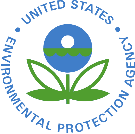 UNITED STATES
ENVIRONMENTAL PROTECTION AGENCY